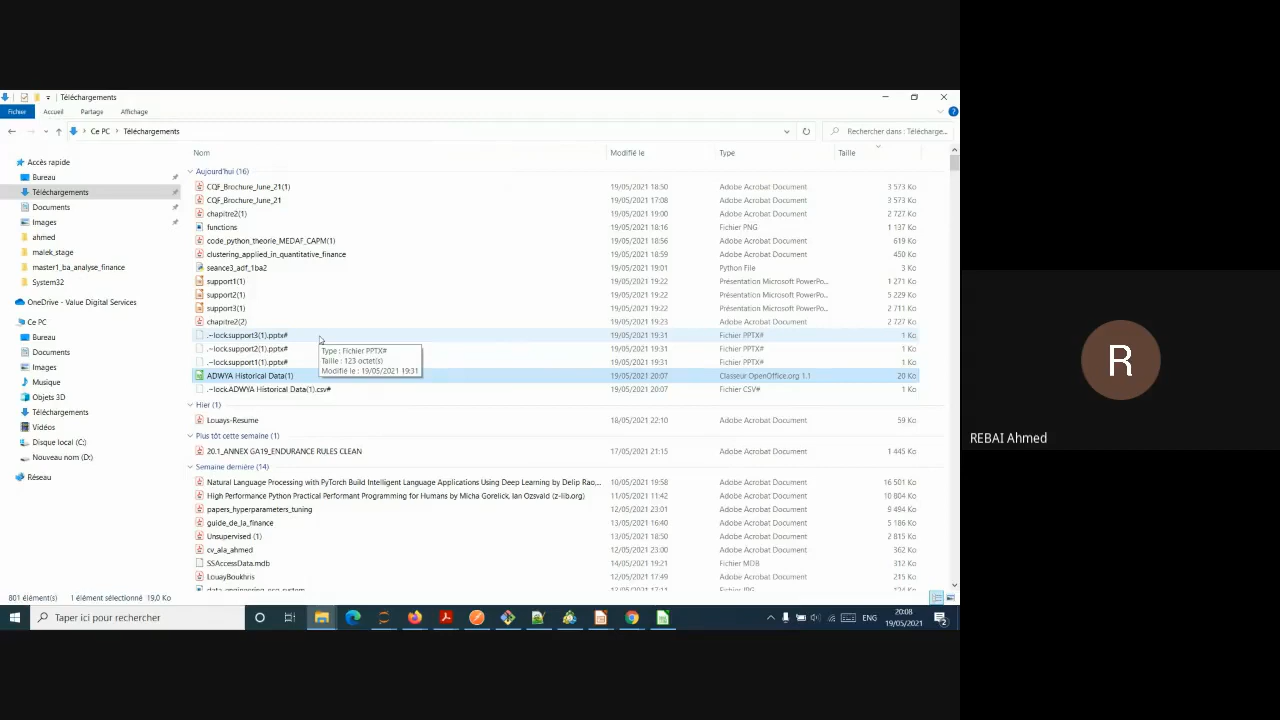 Téléchargements
Fichier Accueil Partage Affichage
Ce PC Téléchargements Rechercher dans : Télécharge...
Nom Modifié le Type Taille
Accès rapide
Bureau
Téléchargements
Documents
Images
ahmed
malek_stage
master1_ba_analyse_finance
System32
OneDrive - Value Digital Services
Ce PC
Bureau
Documents
Images
Musique
Objets 3D
Téléchargements
Vidéos
Disque local (C:)
Nouveau nom (D:)
Réseau
Aujourd'hui (16)
CQF_Brochure_June_21(1) 19/05/2021 18:50 Adobe Acrobat Document 3 573 Ko
CQF_Brochure_June_21 19/05/2021 17:08 Adobe Acrobat Document 3 573 Ko
chapitre2(1) 19/05/2021 19:00 Adobe Acrobat Document 2 727 Ko
functions 19/05/2021 18:16 Fichier PNG 1 137 Ko
code_python_theorie_MEDAF_CAPM(1) 19/05/2021 18:56 Adobe Acrobat Document 619 Ko
clustering_applied_in_quantitative_finance 19/05/2021 18:59 Adobe Acrobat Document 450 Ko
seance3_adf_1ba2 19/05/2021 19:01 Python File 3 Ko
support1(1) 19/05/2021 19:22 Présentation Microsoft PowerPo... 1 271 Ko
support2(1) 19/05/2021 19:22 Présentation Microsoft PowerPo... 5 229 Ko
support3(1) 19/05/2021 19:22 Présentation Microsoft PowerPo... 2 711 Ko
chapitre2(2) 19/05/2021 19:23 Adobe Acrobat Document 2 727 Ko
.~lock.support3(1).pptx# 19/05/2021 19:31 Fichier PPTX# 1 Ko
.~lock.support2(1).pptx# 19/05/2021 19:31 Fichier PPTX# 1 Ko
.~lock.support1(1).pptx# 19/05/2021 19:31 Fichier PPTX# 1 Ko
Type : Fichier PPTX#
Taille : 123 octet(s)
Modifié le : 19/05/2021 19:31
ADWYA Historical Data(1) 19/05/2021 20:07 Classeur OpenOffice.org 1.1 20 Ko
.~lock.ADWYA Historical Data(1).csv# 19/05/2021 20:07 Fichier CSV# 1 Ko
Hier (1)
Louays-Resume 18/05/2021 22:10 Adobe Acrobat Document 59 Ko
Plus tôt cette semaine (1)
20.1_ANNEX GA19_ENDURANCE RULES CLEAN 17/05/2021 21:15 Adobe Acrobat Document 1 445 Ko
Semaine dernière (14)
Natural Language Processing with PyTorch Build Intelligent Language Applications Using Deep Learning by Delip Rao,... 10/05/2021 19:58 Adobe Acrobat Document 16 501 Ko
High Performance Python Practical Performant Programming for Humans by Micha Gorelick, Ian Ozsvald (z-lib.org) 11/05/2021 11:42 Adobe Acrobat Document 10 804 Ko
papers_hyperparameters_tuning 12/05/2021 23:01 Adobe Acrobat Document 9 494 Ko
guide_de_la_finance 13/05/2021 16:40 Adobe Acrobat Document 5 186 Ko
Unsupervised (1) 13/05/2021 18:50 Adobe Acrobat Document 2 815 Ko
cv_ala_ahmed 12/05/2021 23:00 Adobe Acrobat Document 362 Ko
SSAccessData.mdb 14/05/2021 19:21 Fichier MDB 312 Ko
LouayBoukhris 12/05/2021 17:49 Adobe Acrobat Document 215 Ko
801 élément(s) 1 élément sélectionné 19,0 Ko
Taper ici pour rechercher
ENG
20:08
19/05/2021
2
R
REBAI Ahmed